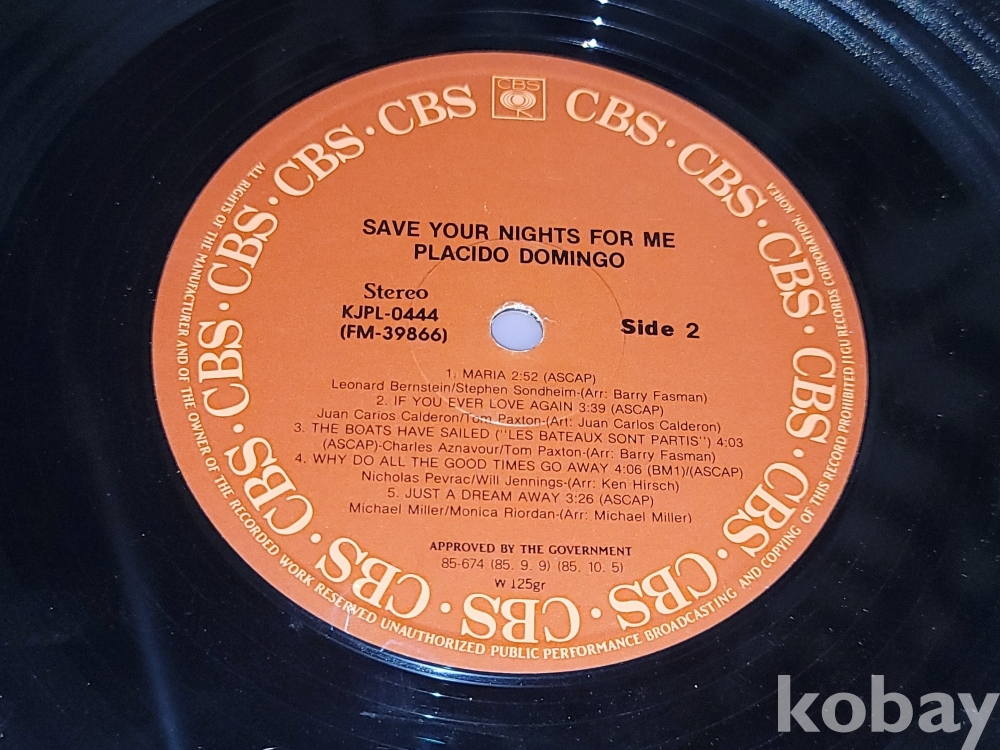 CBS
CBS · CBS · CBS · CBS · CBS · CBS · CBS · CBS · CBS · CBS · CBS · CBS · CBS · CBS
SAVE YOUR NIGHTS FOR ME
PLACIDO DOMINGO
Stereo
KJPL-0444
(FM-39866)
Side 2
1. MARIA 2:52 (ASCAP)
Leonard Bernstein/Stephen Sondheim-(Arr: Barry Fasman)
2. IF YOU EVER LOVE AGAIN 3:39 (ASCAP)
Juan Carlos Calderon/Tom Paxton-(Art: Juan Carlos Calderon)
3. THE BOATS HAVE SAILED ("LES BATEAUX SONT PARTIS") 4:03
(ASCAP)-Charles Aznavour/Tom Paxton-(Arr: Barry Fasman)
4. WHY DO ALL THE GOOD TIMES GO AWAY 4:06 (BM1)/(ASCAP)
Nicholas Pevrac/Will Jennings-(Arr: Ken Hirsch)
5. JUST A DREAM AWAY 3:26 (ASCAP)
Michael Miller/Monica Riordan-(Arr: Michael Miller)
APPROVED BY THE GOVERNMENT
85-674 (85. 9. 9) (85. 10. 5)
W 125gr
ALL RIGHTS OF THE MANUFACTURER AND OF THE OWNER OF THE RECORDED WORK RESERVED UNAUTHORIZED PUBLIC PERFORMANCE BROADCASTING AND COPYING OF THIS RECORD PROHIBITED/JIGU RECORDS CORPORATION, KOREA
kobay